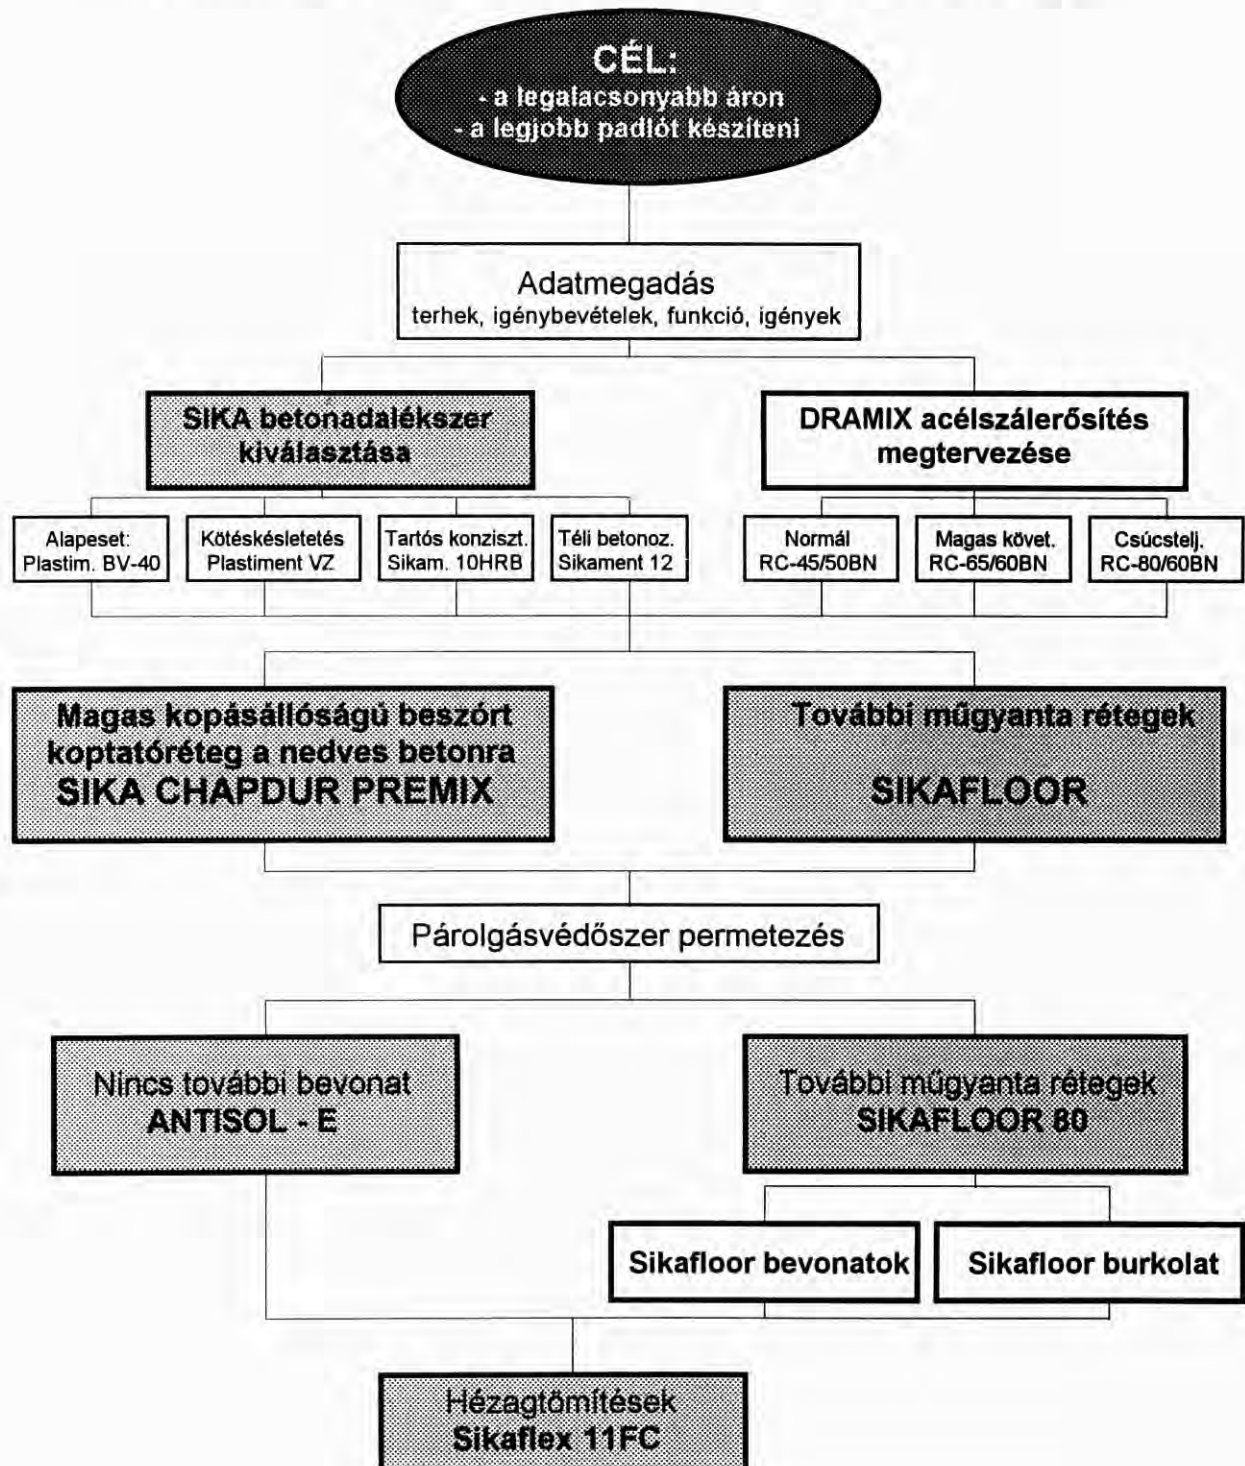 CÉL:
- a legalacsonyabb áron
- a legjobb padlót készíteni
Adatmegadás
terhek, igénybevételek, funkció, igények
SIKA betonadalékszer
kiválasztása
DRAMIX acélszálerősítés
megtervezése
Alapeset:
Plastim. BV-40
Kötéskésletetés
Plastiment VZ
Tartós konziszt.
Sikam. 10HRB
Téli betonoz.
Sikament 12
Normál
RC-45/50BN
Magas követ.
RC-65/60BN
Csúcstelj.
RC-80/60BN
Magas kopásállóságú beszórt
koptatóréteg a nedves betonra
SIKA CHAPDUR PREMIX
További műgyanta rétegek
SIKAFLOOR
Párolgásvédőszer permetezés
Nincs további bevonat
ANTISOL - E
További műgyanta rétegek
SIKAFLOOR 80
Sikafloor bevonatok
Sikafloor burkolat
Hézagtömítések
Sikaflex 11FC